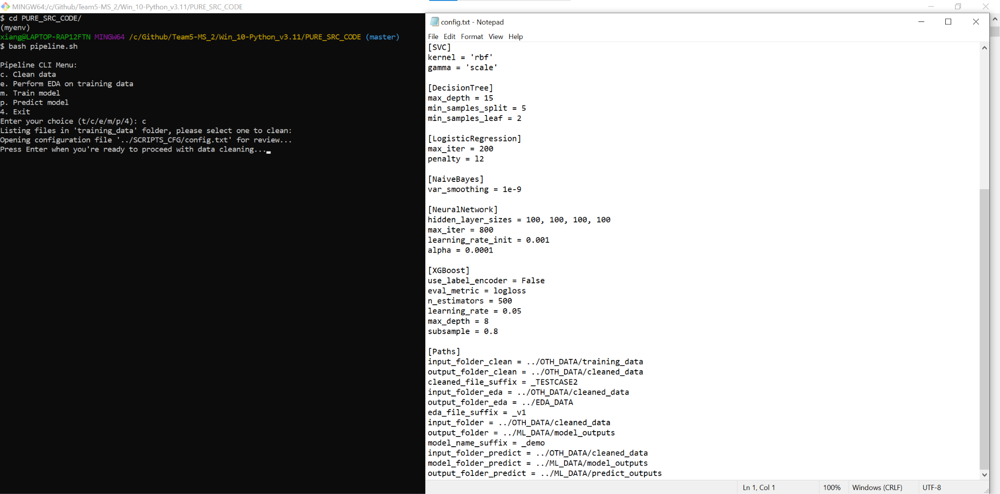 MINGW64:/c/Github/Team5-MS_2/Win_10-Python_v3.11/PURE_SRC_CODE
$ cd PURE_SRC_CODE/
(myenv)
xiang@LAPTOP-RAP12FTN MINGW64 /c/Github/Team5-MS_2/Win_10-Python_v3.11/PURE_SRC_CODE (master)
$ bash pipeline.sh
Pipeline CLI Menu:
c. Clean data
e. Perform EDA on training data
m. Train model
p. Predict model
4. Exit
Enter your choice (t/c/e/m/p/4): c
Listing files in 'training_data' folder, please select one to clean:
Opening configuration file '../SCRIPTS_CFG/config.txt' for review...
Press Enter when you're ready to proceed with data cleaning...
config.txt - Notepad
File Edit Format View Help
[SVC]
kernel = 'rbf'
gamma = 'scale'
[DecisionTree]
max_depth = 15
min_samples_split = 5
min_samples_leaf = 2
[LogisticRegression]
max_iter = 200
penalty = l2
[NaiveBayes]
var_smoothing = 1e-9
[NeuralNetwork]
hidden_layer_sizes = 100, 100, 100, 100
max_iter = 800
learning_rate_init = 0.001
alpha = 0.0001
[XGBoost]
use_label_encoder = False
eval_metric = logloss
n_estimators = 500
learning_rate = 0.05
max_depth = 8
subsample = 0.8
[Paths]
input_folder_clean = ../OTH_DATA/training_data
output_folder_clean = ../OTH_DATA/cleaned_data
cleaned_file_suffix = _TESTCASE2
input_folder_eda = ../OTH_DATA/cleaned_data
output_folder_eda = ../EDA_DATA
eda_file_suffix = _v1
input_folder = ../OTH_DATA/cleaned_data
output_folder = ../ML_DATA/model_outputs
model_name_suffix = _demo
input_folder_predict = ../OTH_DATA/cleaned_data
model_folder_predict = ../ML_DATA/model_outputs
output_folder_predict = ../ML_DATA/predict_outputs
Ln 1, Col 1 100% Windows (CRLF) UTF-8